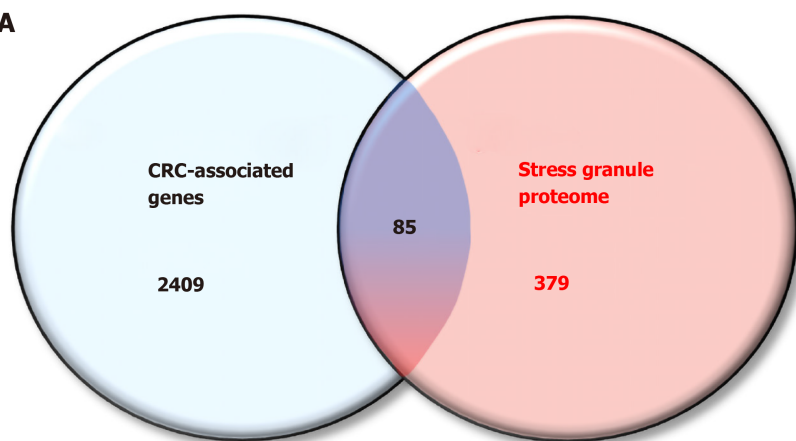 A
CRC-associated
genes
Stress granule
proteome
85
2409
379